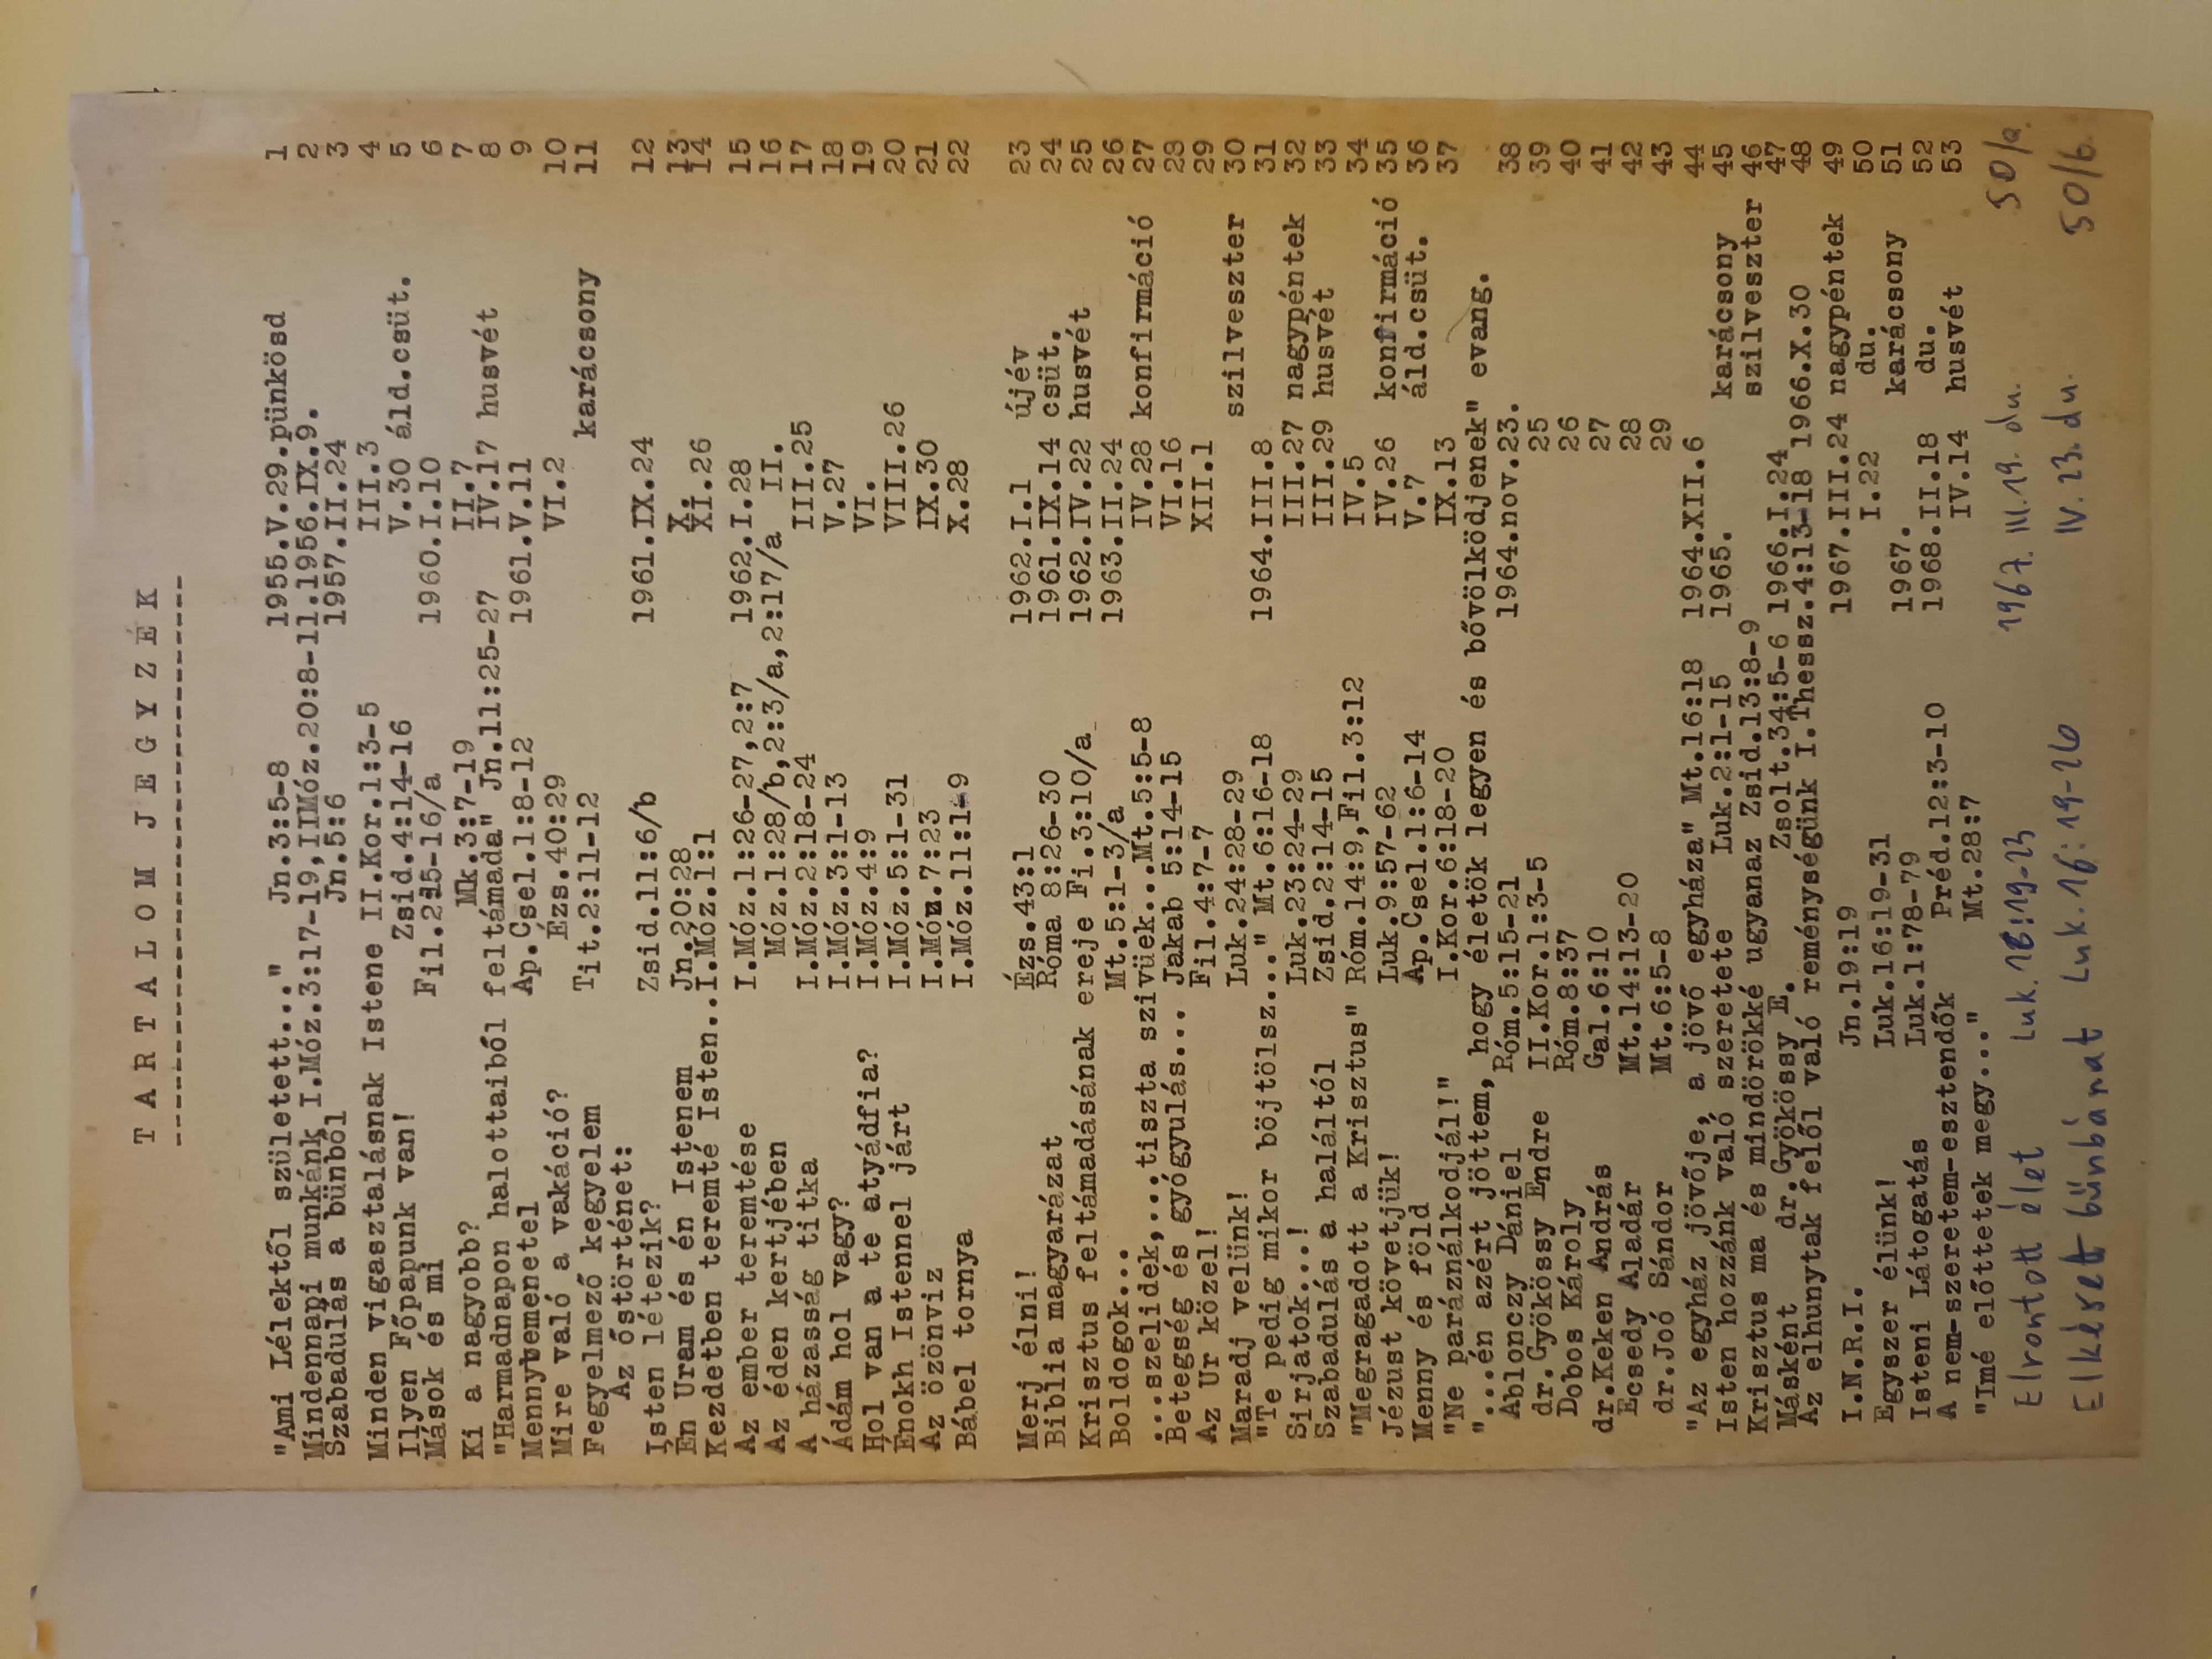 T A R T A L O M J E G Y Z É K
------------------------------
"Ami Lélektől született..." Jn.3:5-8 1955.V.29.pünkösd 1
Mindennapi munkánk I.Móz.3:17-19,IIMóz.20:8-11.1956.IX.9. 2
Szabadulás a bünből Jn.5:6 1957.II.24 3
Minden vigasztalásnak Istene II.Kor.1:3-5 III.3 4
Ilyen Főpapunk van! Zsid.4:14-16 V.30 áld.csüt. 5
Mások és mi Fil.2:5-16/a 1960.I.10 6
Ki a nagyobb? Mk.3:7-19 II.7 7
"Harmadnapon halottaiből feltámada" Jn.11:25-27 IV.17 husvét 8
Mennybemenetel Ap.Csel.1:8-12 1961.V.11 9
Mire való a vakáció? Ézs.40:29 VI.2 10
Fegyelmező kegyelem Tit.2:11-12 karácsony 11
Az őstörténet:
Isten létezik? Zsid.11:6/b 1961.IX.24 12
Én Uram és én Istenem Jn.20:28 X. 13
Kezdetben teremté Isten...I.Móz.1:1 XI.26 14
Az ember teremtése I.Móz.1:26-27,2:7 1962.I.28 15
Az éden kertjében Móz.1:28/b,2:3/a,2:17/a II. 16
A házasság titka I.Móz.2:18-24 III.25 17
Ádám hol vagy? I.Móz.3:1-13 V.27 18
Hol van a te atyádfia? I.Móz.4:9 VI. 19
Énokh Istennel járt I.Móz.5:1-31 VIII.26 20
Az özönviz I.Móz.7:23 IX.30 21
Bábel tornya I.Móz.11:1-9 X.28 22
Merj élni! Ézs.43:1 1962.I.1 újév 23
Biblia magyarázat Róma 8:26-30 1961.IX.14 csüt. 24
Krisztus feltámadásának ereje Fi.3:10/a 1962.IV.22 husvét 25
Boldogok... Mt.5:1-3/a 1963.II.24 26
...szelidek,...tiszta szivüek...Mt.5:5-8 IV.28 konfirmáció 27
Betegség és gyógyulás... Jakab 5:14-15 VI.16 28
Az Ur közel! Fil.4:7-7 XII.1 29
Maradj velünk! Luk.24:28-29 szilveszter 30
"Te pedig mikor böjtölsz..." Mt.6:16-18 1964.III.8 31
Sirjatok...! Luk.23:24-29 III.27 nagypéntek 32
Szabadulás a haláltól Zsid.2:14-15 III.29 husvét 33
"Megragadott a Krisztus" Róm.14:9,Fil.3:12 IV.5 34
Jézust követjük! Luk.9:57-62 IV.26 konfirmáció 35
Menny és föld Ap.Csel.1:6-14 V.7 áld.csüt. 36
"Ne paráználkodjál!" I.Kor.6:18-20 IX.13 37
"...én azért jöttem, hogy életök legyen és bővölködjenek" evang.
Ablonczy Dániel Róm.5:15-21 1964.nov.23. 38
dr.Gyökössy Endre II.Kor.1:3-5 25 39
Dobos Károly Róm.8:37 26 40
dr.Keken András Gal.6:10 27 41
Ecsedy Aladár Mt.14:13-20 28 42
dr.Joó Sándor Mt.6:5-8 29 43
"Az egyház jövője, a jövő egyháza" Mt.16:18 1964.XII.6 44
Isten hozzánk való szeretete Luk.2:1-15 1965. karácsony 45
Krisztus ma és mindörökké ugyanaz Zsid.13:8-9 szilveszter 46
Másként dr.Gyökössy E. Zsolt.34:5-6 1966.I.24 47
Az elhunytak felől való reménységünk I.Thessz.4:13-18 1966.X.30 48
I.N.R.I. Jn.19:19 1967.III.24 nagypéntek 49
Egyszer élünk! Luk.16:19-31 I.22 du. 50
Isteni Látogatás Luk.1:78-79 1967. karácsony 51
A nem-szeretem-esztendők Préd.12:3-10 1968.II.18 du. 52
"Imé előttetek megy..." Mt.28:7 IV.14 husvét 53
Elrontott élet Luk. :19-23 1967. III.19. du. 50/a.
Elkésett bűnbánat Luk.16:19-26 IV.23. du. 50/b.